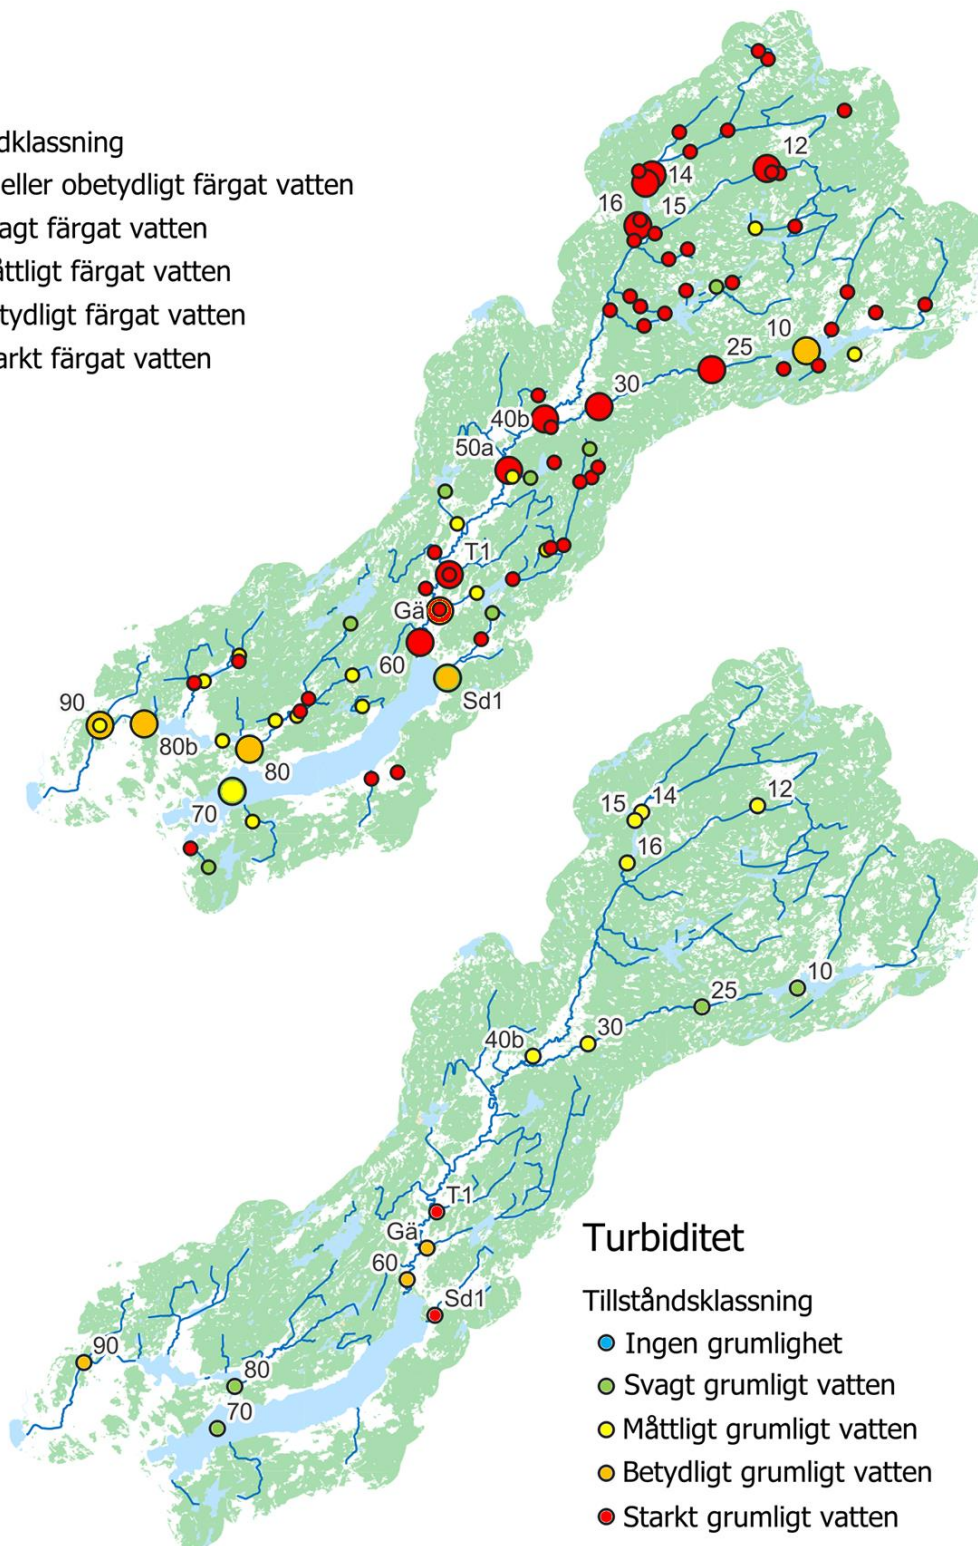 dklassning
eller obetydligt färgat vatten
agt färgat vatten
åttligt färgat vatten
tydligt färgat vatten
arkt färgat vatten
12
14
16
15
10
25
30
40b
50a
T1
Gä
60
Sd1
90
80b
80
70
12
14
15
16
10
25
30
40b
T1
Gä
60
Sd1
90
80
70
Turbiditet
Tillståndsklassning
Ingen grumlighet
Svagt grumligt vatten
Måttligt grumligt vatten
Betydligt grumligt vatten
Starkt grumligt vatten